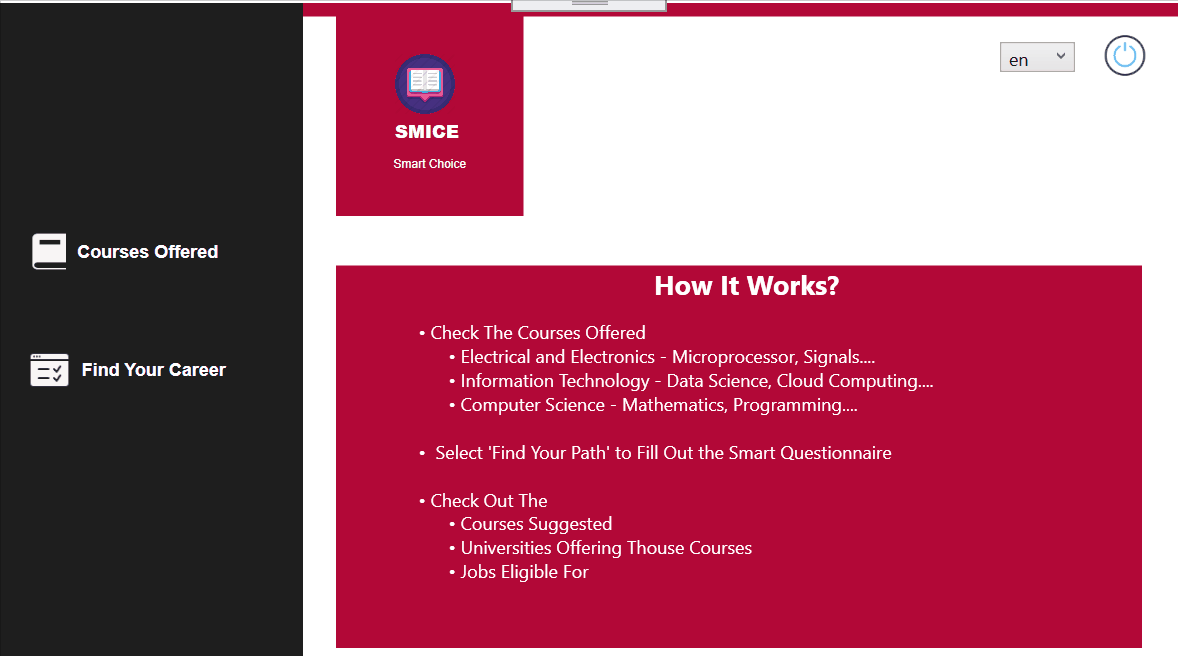 en
SMICE
Smart Choice
Courses Offered
Find Your Career
How It Works?
• Check The Courses Offered
• Electrical and Electronics - Microprocessor, Signals....
• Information Technology - Data Science, Cloud Computing....
• Computer Science - Mathematics, Programming....
• Select 'Find Your Path' to Fill Out the Smart Questionnaire
• Check Out The
• Courses Suggested
• Universities Offering Thouse Courses
• Jobs Eligible For